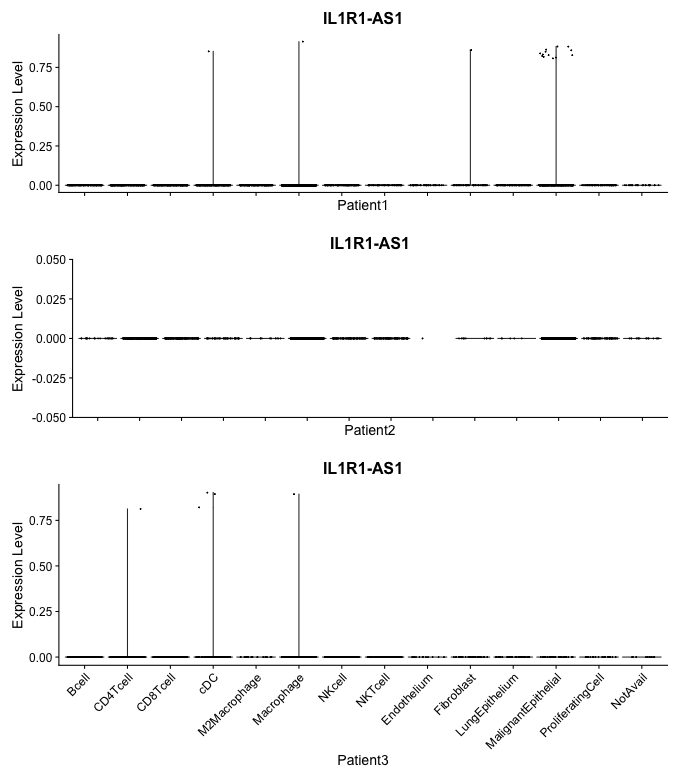 IL1R1-AS1
Expression Level
0.75
0.50
0.25
0.00
Patient1
IL1R1-AS1
Expression Level
0.050
0.025
0.000
-0.025
-0.050
Patient2
IL1R1-AS1
Expression Level
0.75
0.50
0.25
0.00
Bcell
CD4Tcell
CD8Tcell
cDC
M2Macrophage
Macrophage
NKcell
NKTcell
Endothelium
Fibroblast
LungEpithelium
MalignantEpithelial
ProliferatingCell
NotAvail
Patient3